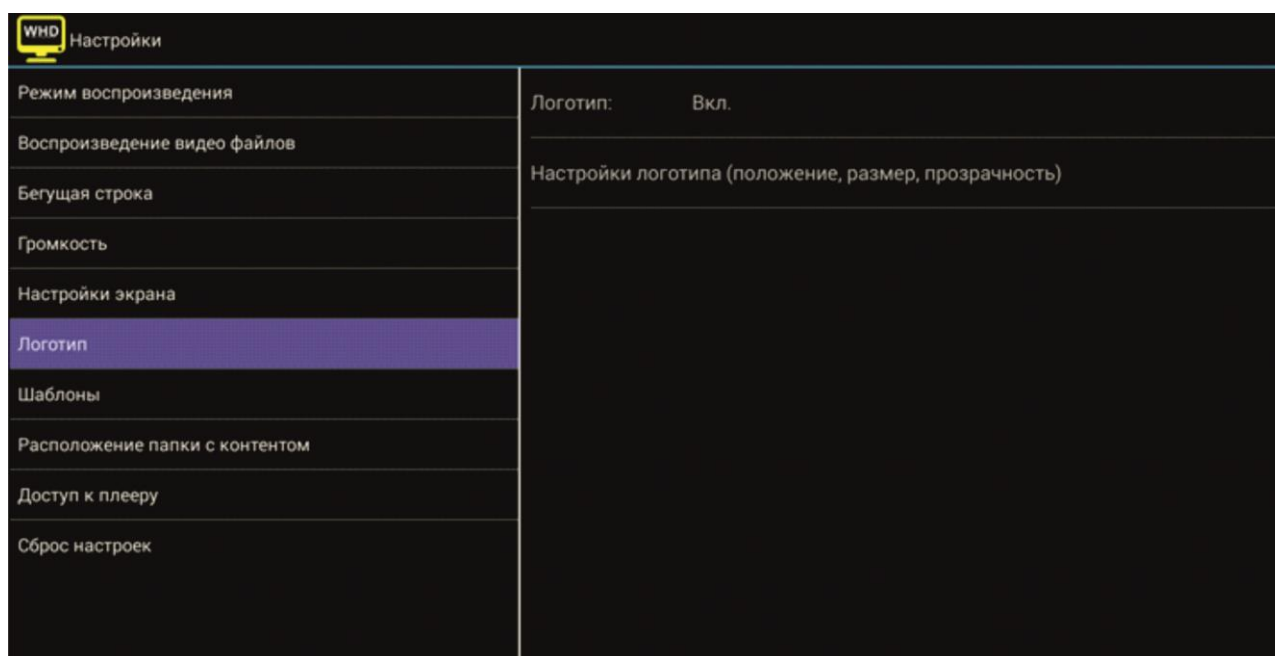 WHD
Настройки
Режим воспроизведения
Воспроизведение видео файлов
Бегущая строка
Громкость
Настройки экрана
Логотип
Шаблоны
Расположение папки с контентом
Доступ к плееру
Сброс настроек
Логотип: Вкл.
Настройки логотипа (положение, размер, прозрачность)